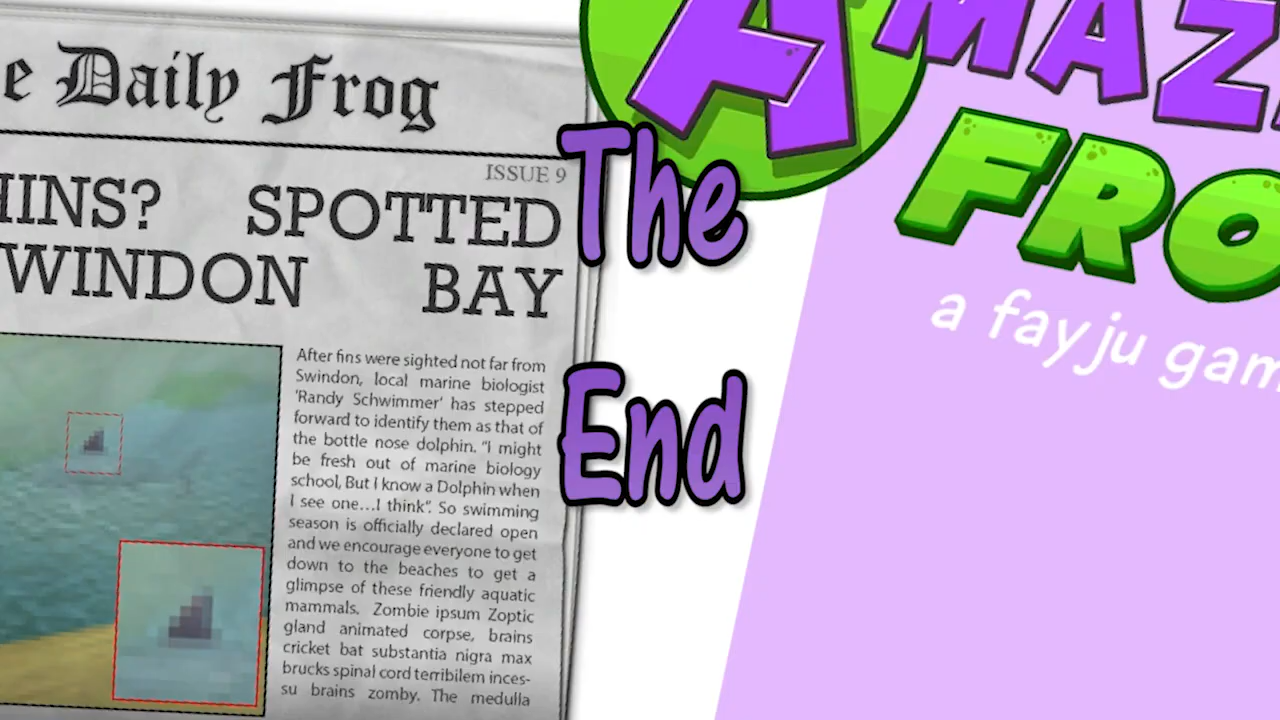 e Daily Frog
ISSUE 9
HINS? SPOTTED
WINDON BAY
After fins were sighted not far from
Swindon, local marine biologist
'Randy Schwimmer' has stepped
forward to identify them as that of
the bottle nose dolphin. "I might
be fresh out of marine biology
school, But I know a Dolphin when
I see one...I think". So swimming
season is officially declared open
and we encourage everyone to get
down to the beaches to get a
glimpse of these friendly aquatic
mammals. Zombie ipsum Zoptic
gland animated corpse, brains
cricket bat substantia nigra max
brucks spinal cord terribilem inces-
su brains zomby. The medulla
The
End
AMAZ
FRO
a fayju gam